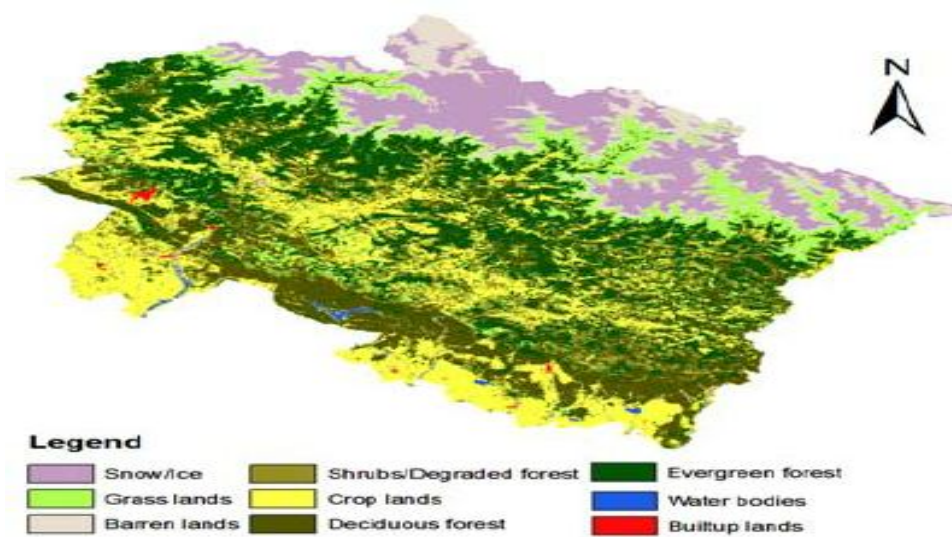 N
Legend
Snow/Ice
Shrubs/Degraded forest
Evergreen forest
Grass lands
Crop lands
Water bodies
Barren lands
Deciduous forest
Builtup lands